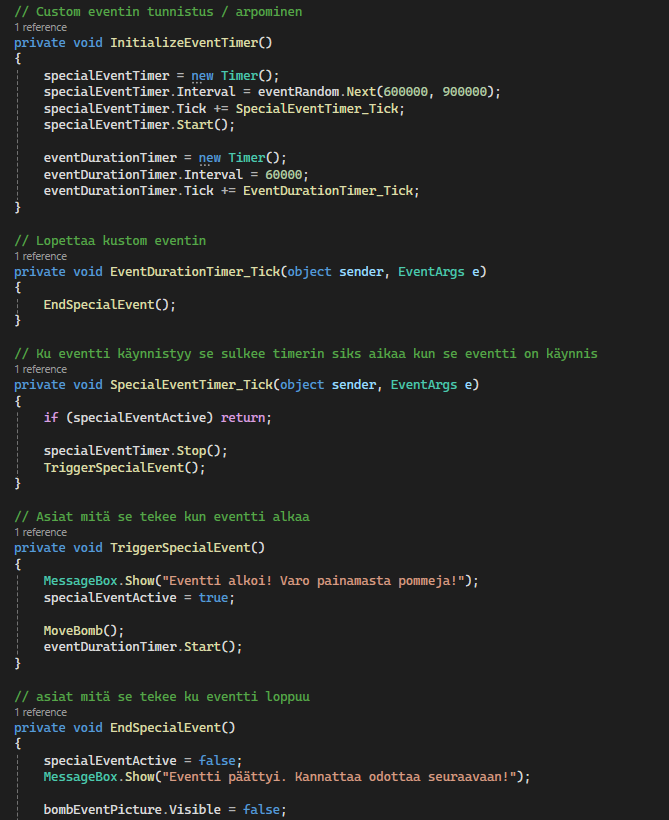 // Custom eventin tunnistus / arpominen
1 reference
private void InitializeEventTimer()
{
specialEventTimer = new Timer();
specialEventTimer.Interval = eventRandom.Next(600000, 900000);
specialEventTimer.Tick += SpecialEventTimer_Tick;
specialEventTimer.Start();
eventDurationTimer = new Timer();
eventDurationTimer.Interval = 60000;
eventDurationTimer.Tick += EventDurationTimer_Tick;
}
// Lopettaa kustom eventin
1 reference
private void EventDurationTimer_Tick(object sender, EventArgs e)
{
EndSpecialEvent();
}
// Ku eventti käynnistyy se sulkee timerin siks aikaa kun se eventti on käynnis
1 reference
private void SpecialEventTimer_Tick(object sender, EventArgs e)
{
if (specialEventActive) return;
specialEventTimer.Stop();
TriggerSpecialEvent();
}
// Asiat mitä se tekee kun eventti alkaa
1 reference
private void TriggerSpecialEvent()
{
MessageBox.Show("Eventti alkoi! Varo painamasta pommeja!");
specialEventActive = true;
MoveBomb();
eventDurationTimer.Start();
}
// asiat mitä se tekee ku eventti loppuu
1 reference
private void EndSpecialEvent()
{
specialEventActive = false;
MessageBox.Show("Eventti päättyi. Kannattaa odottaa seuraavaan!");
bombEventPicture.Visible = false;